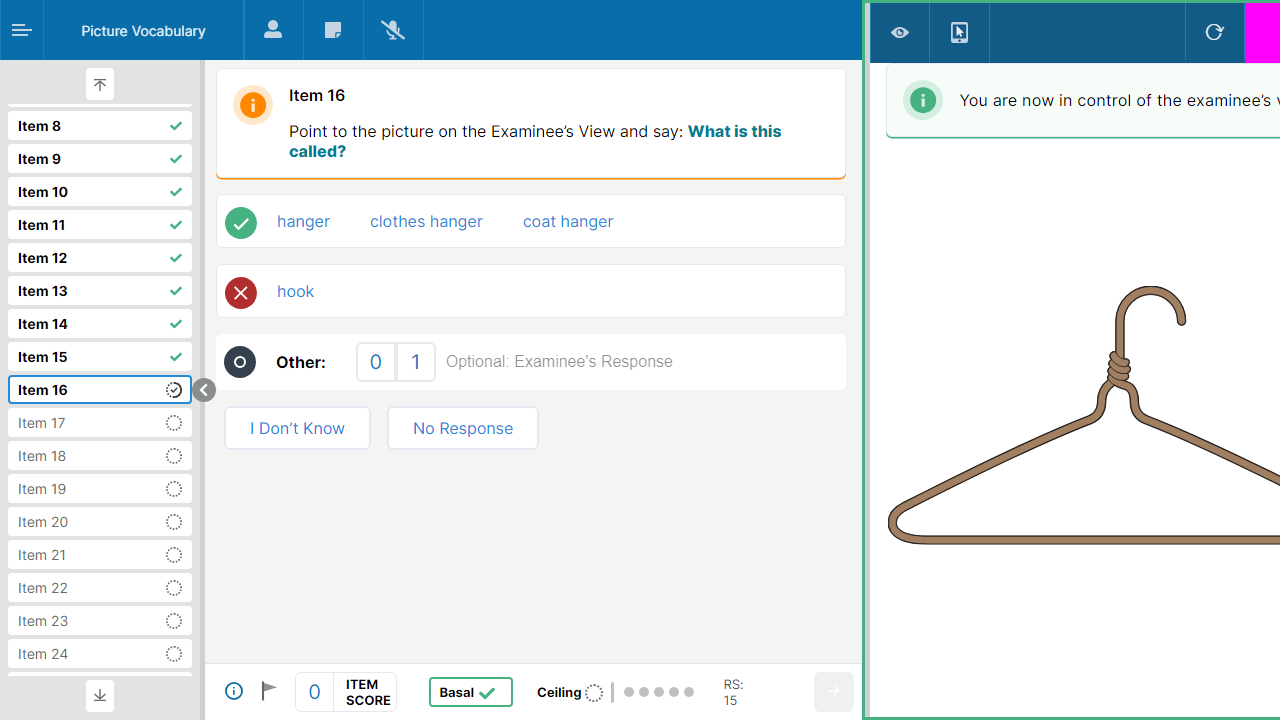 Picture Vocabulary
Item 8
Item 9
Item 10
Item 11
Item 12
Item 13
Item 14
Item 15
Item 16
Item 17
Item 18
Item 19
Item 20
Item 21
Item 22
Item 23
Item 24
Item 16
Point to the picture on the Examinee’s View and say: What is this
called?
hanger clothes hanger coat hanger
hook
Other: 0 1 Optional: Examinee's Response
I Don’t Know No Response
0 ITEM SCORE
Basal
Ceiling
RS:
15
You are now in control of the examinee’s